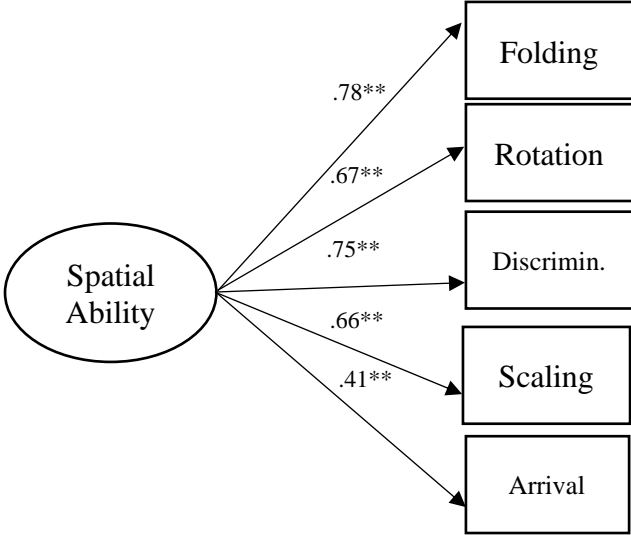 Folding
.78**
Rotation
.67**
Discrimin.
.75**
Spatial
Ability
.66**
Scaling
.41**
Arrival